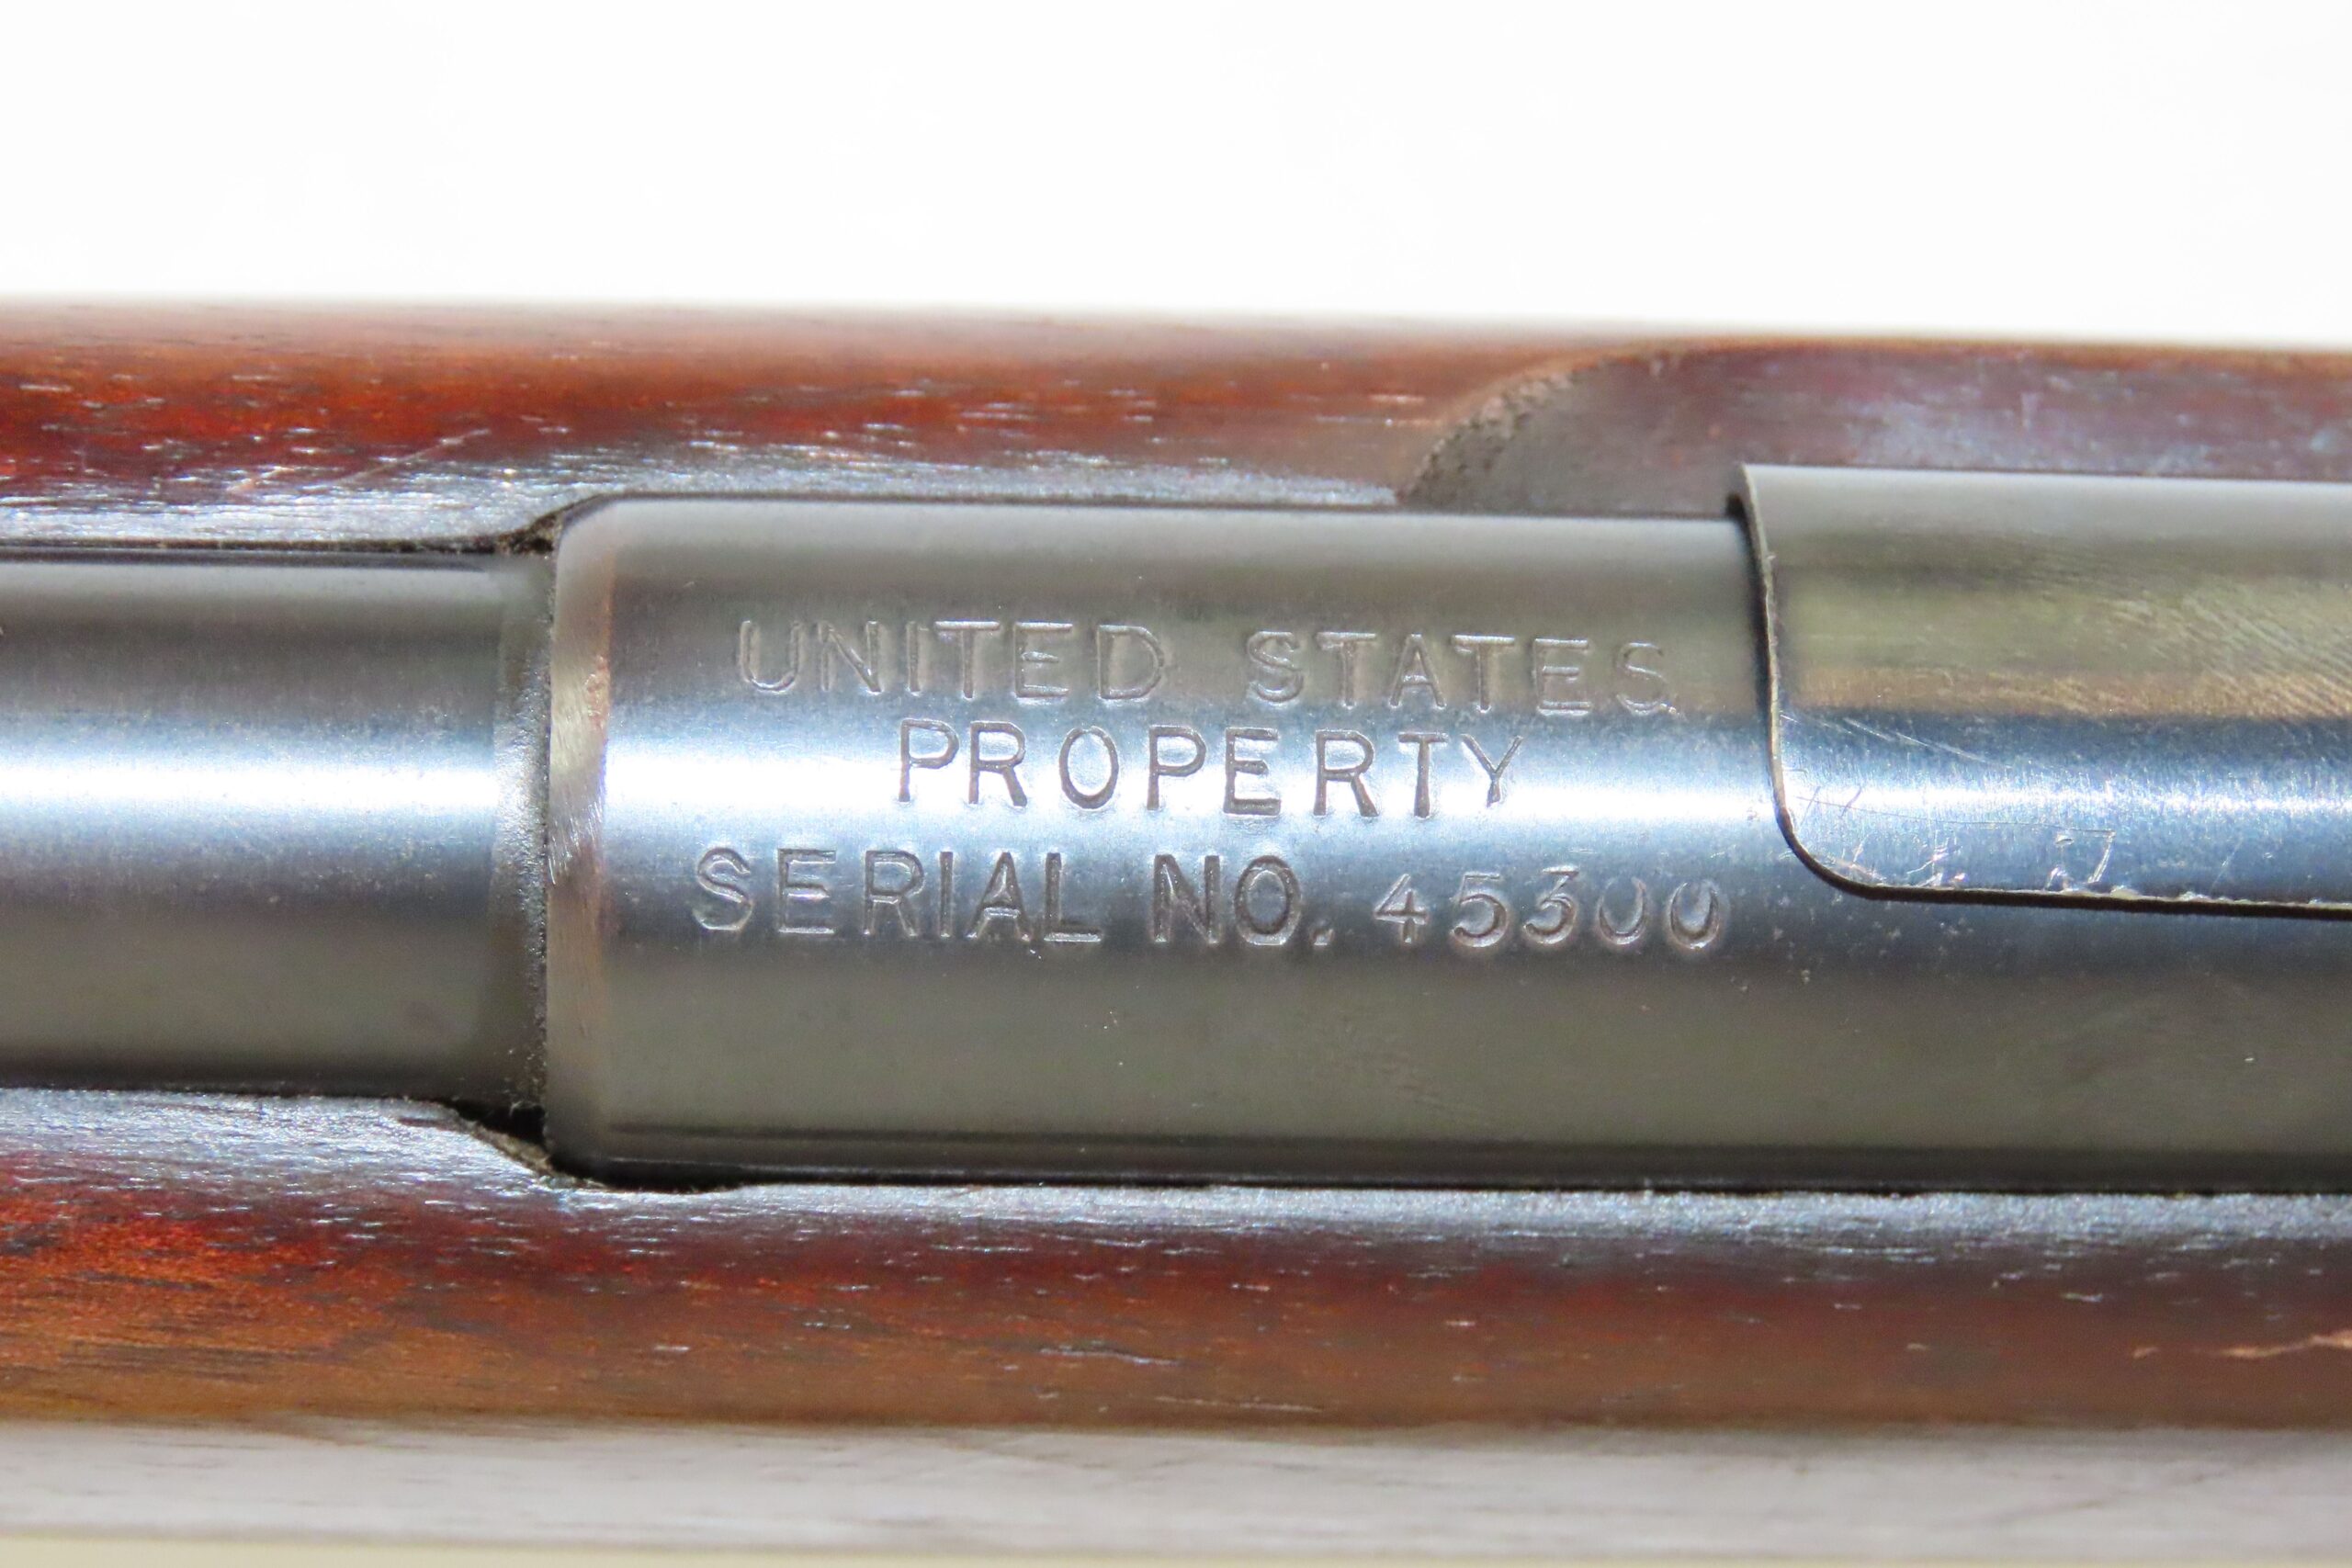 UNITED STATES
PROPERTY
SERIAL NO. 45300